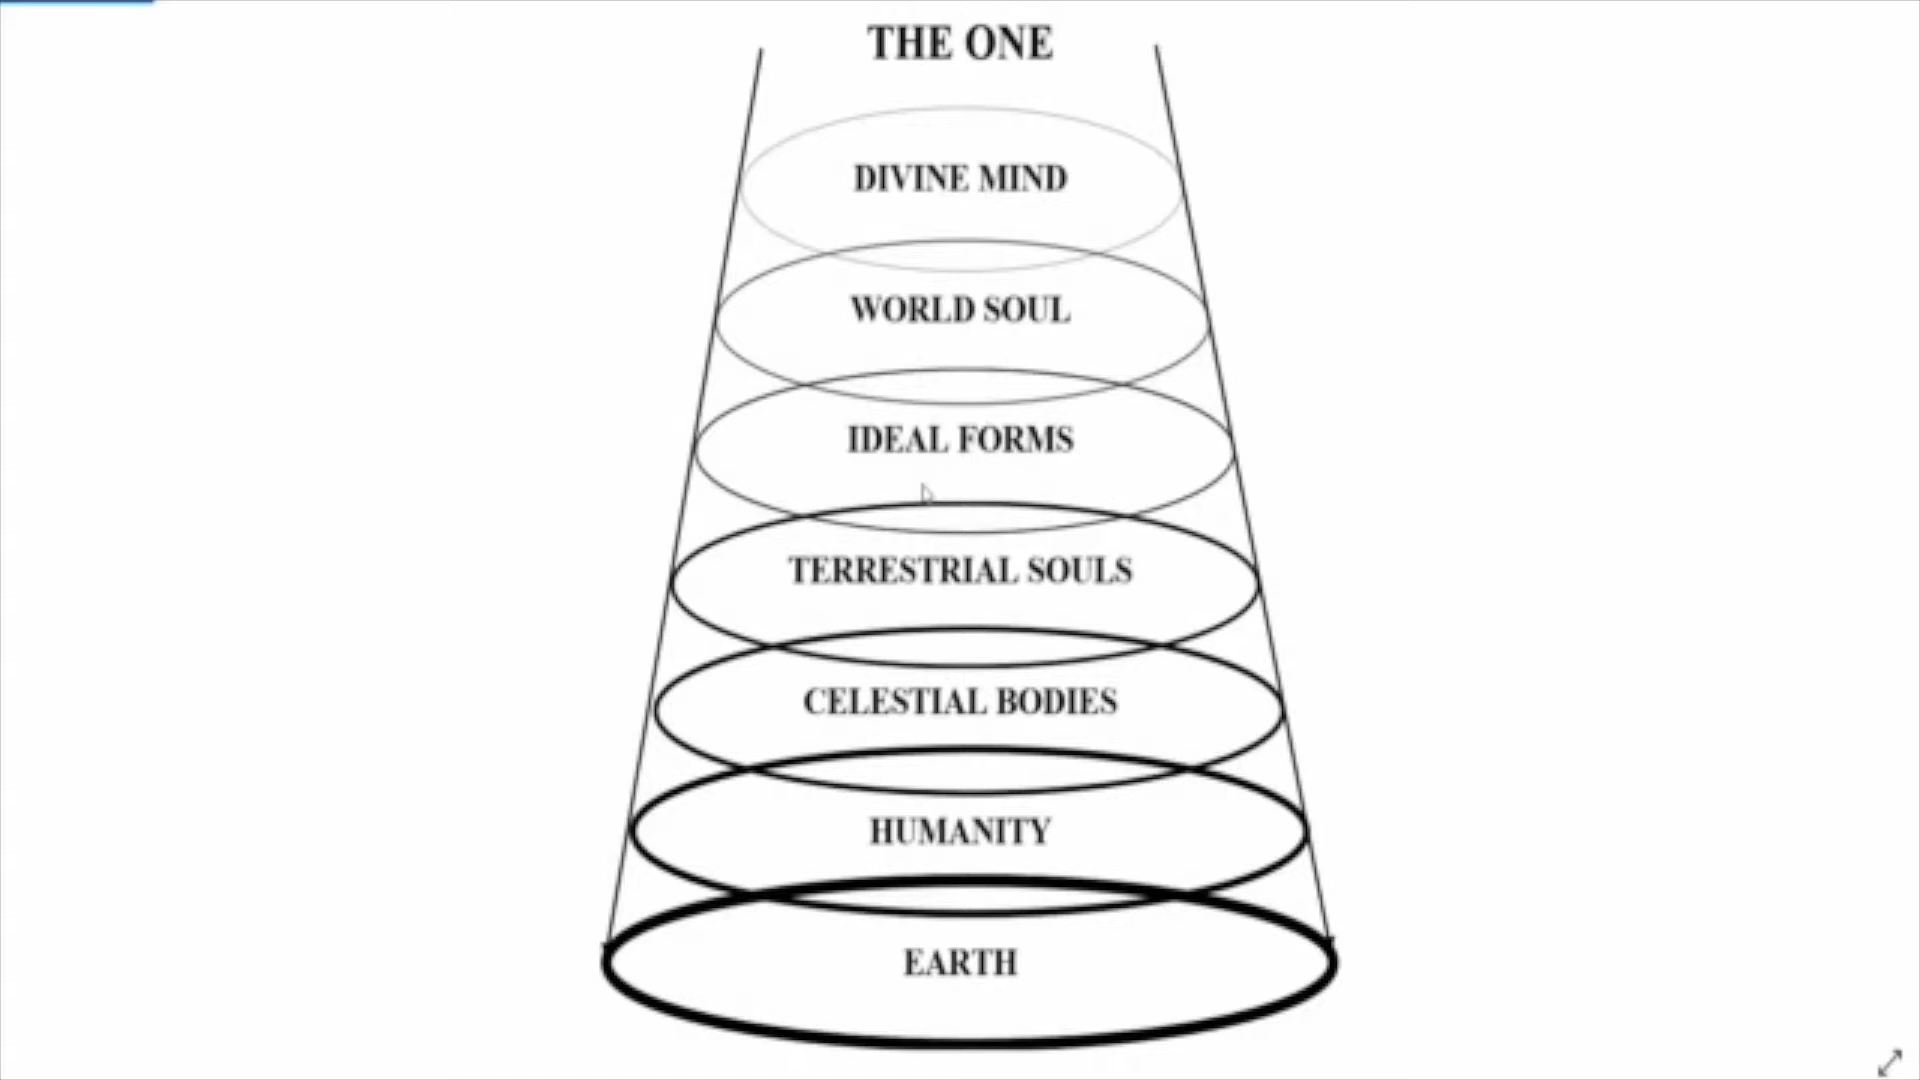 THE ONE
DIVINE MIND
WORLD SOUL
IDEAL FORMS
TERRESTRIAL SOULS
CELESTIAL BODIES
HUMANITY
EARTH